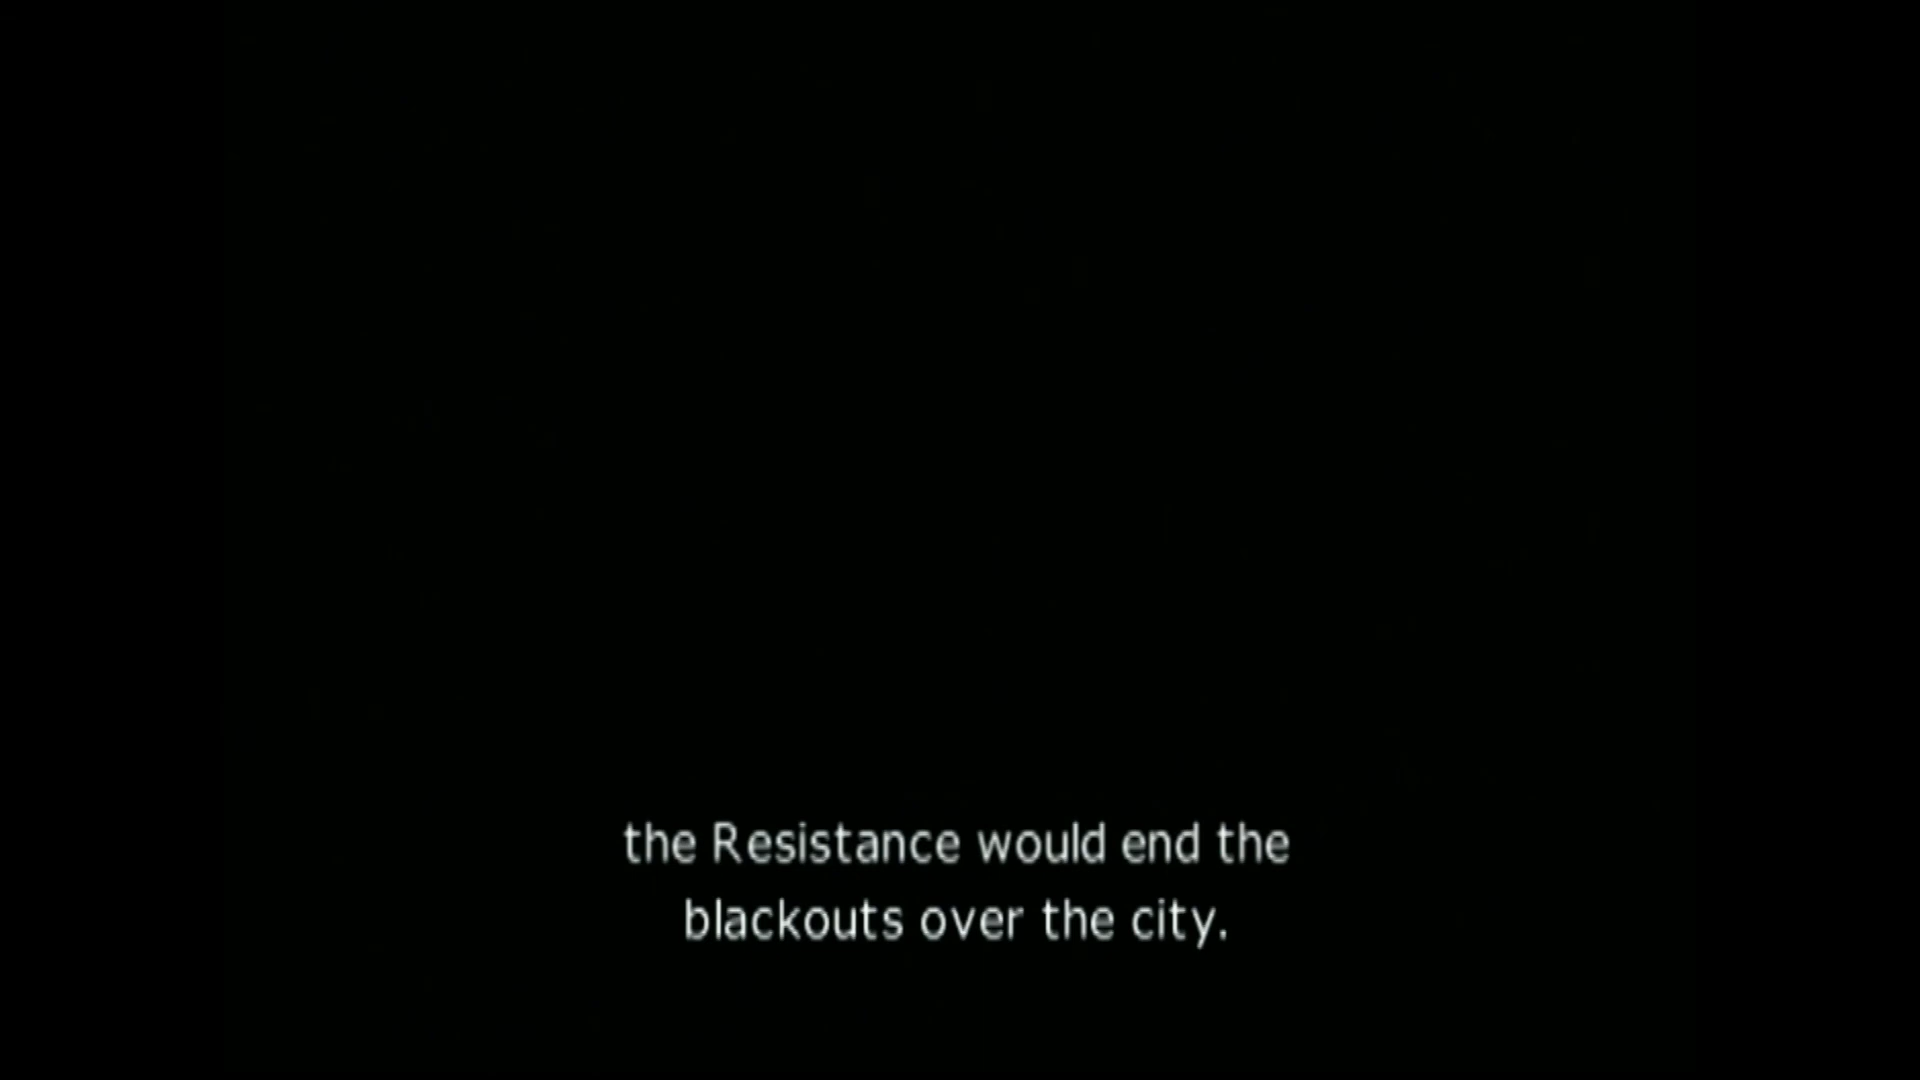 the Resistance would end the
blackouts over the city.